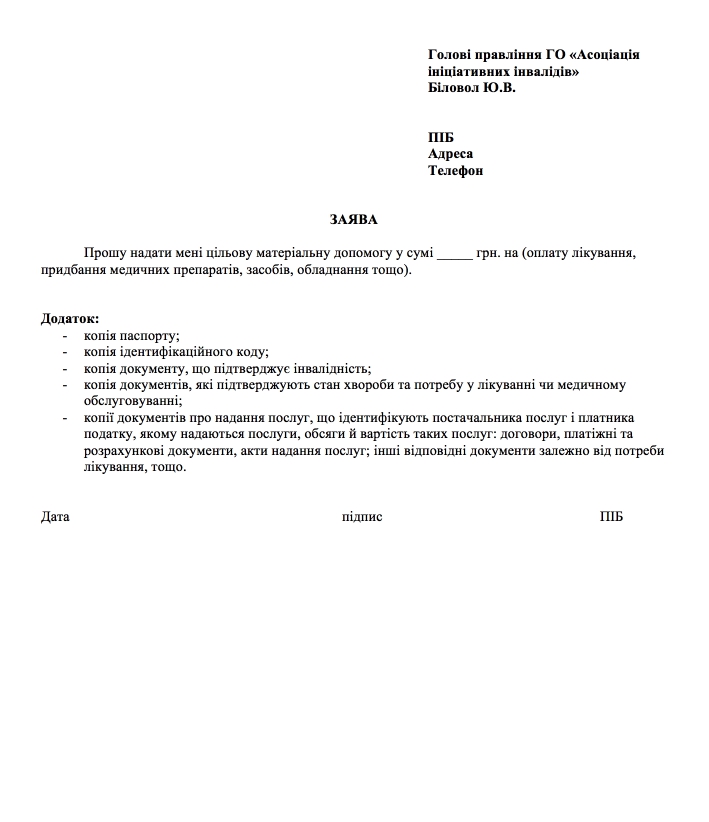 Голові правління ГО «Асоціація
ініціативних інвалідів»
Біловол Ю.В.
ПІБ
Адреса
Телефон
ЗАЯВА
Прошу надати мені цільову матеріальну допомогу у сумі _____ грн. на (оплату лікування,
придбання медичних препаратів, засобів, обладнання тощо).
Додаток:
- копія паспорту;
- копія ідентифікаційного коду;
- копія документу, що підтверджує інвалідність;
- копія документів, які підтверджують стан хвороби та потребу у лікуванні чи медичному
обслуговуванні;
- копії документів про надання послуг, що ідентифікують постачальника послуг і платника
податку, якому надаються послуги, обсяги й вартість таких послуг: договори, платіжні та
розрахункові документи, акти надання послуг; інші відповідні документи залежно від потреби
лікування, тощо.
Дата підпис ПІБ